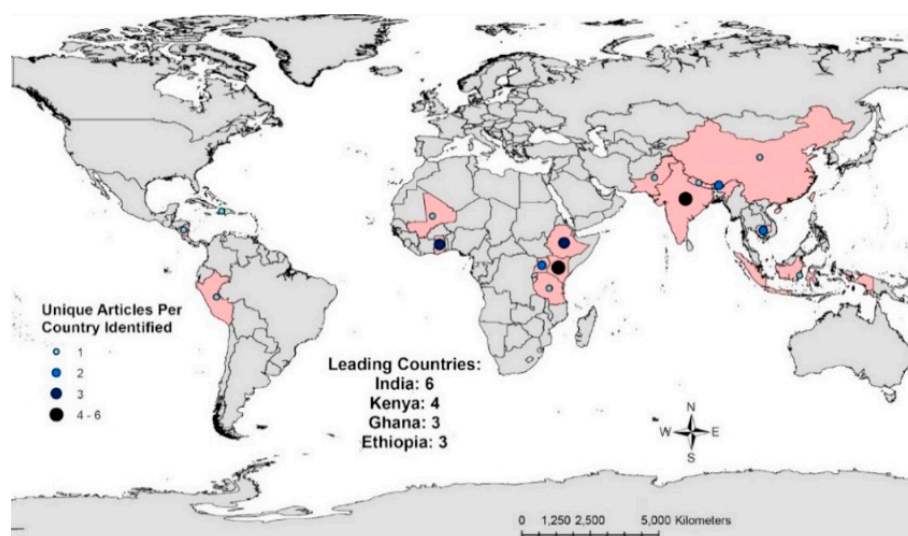 Unique Articles Per
Country Identified
1
2
3
4 - 6
Leading Countries:
India: 6
Kenya: 4
Ghana: 3
Ethiopia: 3
N
W E
S
0 1,250 2,500 5,000 Kilometers